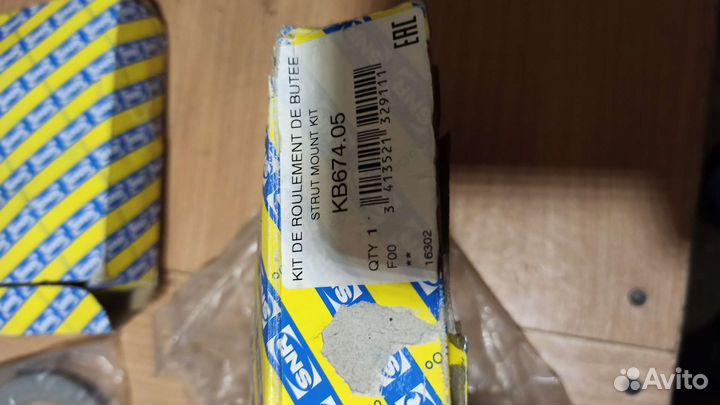 KIT DE ROULEMENT DE BUTEE
STRUT MOUNT KIT
KB674.05
QTY 1
F00
**
16302
3 413521 329111
EAC
SNR
SNR
SNR
Avito